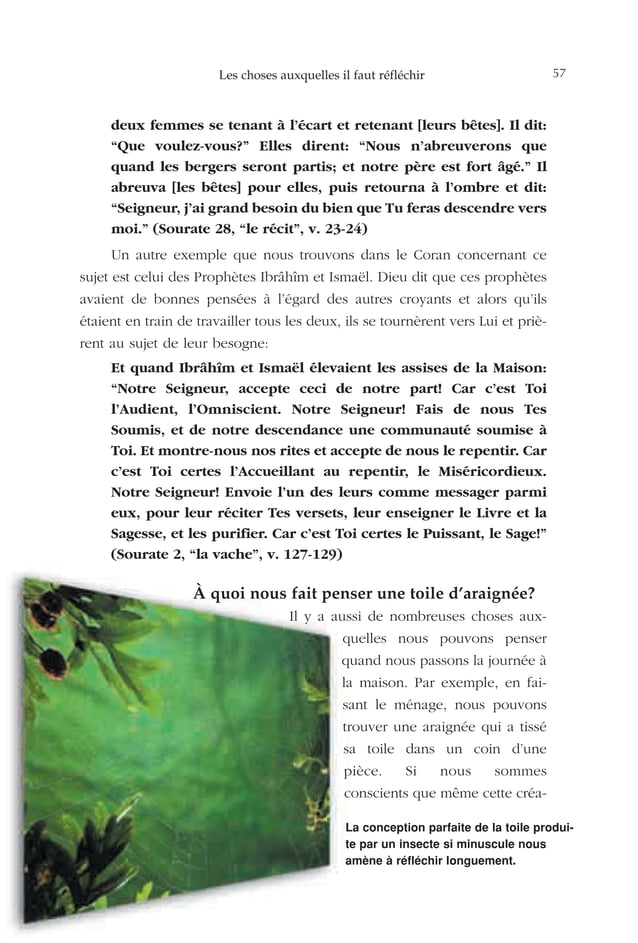 Les choses auxquelles il faut réfléchir 57
deux femmes se tenant à l’écart et retenant [leurs bêtes]. Il dit:
“Que voulez-vous?” Elles dirent: “Nous n’abreuverons que
quand les bergers seront partis; et notre père est fort âgé.” Il
abreuva [les bêtes] pour elles, puis retourna à l’ombre et dit:
“Seigneur, j’ai grand besoin du bien que Tu feras descendre vers
moi.” (Sourate 28, “le récit”, v. 23-24)
Un autre exemple que nous trouvons dans le Coran concernant ce
sujet est celui des Prophètes Ibrâhîm et Ismaël. Dieu dit que ces prophètes
avaient de bonnes pensées à l’égard des autres croyants et alors qu’ils
étaient en train de travailler tous les deux, ils se tournèrent vers Lui et priè-
rent au sujet de leur besogne:
Et quand Ibrâhîm et Ismaël élevaient les assises de la Maison:
“Notre Seigneur, accepte ceci de notre part! Car c’est Toi
l’Audient, l’Omniscient. Notre Seigneur! Fais de nous Tes
Soumis, et de notre descendance une communauté soumise à
Toi. Et montre-nous nos rites et accepte de nous le repentir. Car
c’est Toi certes l’Accueillant au repentir, le Miséricordieux.
Notre Seigneur! Envoie l’un des leurs comme messager parmi
eux, pour leur réciter Tes versets, leur enseigner le Livre et la
Sagesse, et les purifier. Car c’est Toi certes le Puissant, le Sage!”
(Sourate 2, “la vache”, v. 127-129)
À quoi nous fait penser une toile d’araignée?
Il y a aussi de nombreuses choses aux-
quelles nous pouvons penser
quand nous passons la journée à
la maison. Par exemple, en fai-
sant le ménage, nous pouvons
trouver une araignée qui a tissé
sa toile dans un coin d’une
pièce. Si nous sommes
conscients que même cette créa-
La conception parfaite de la toile produi-
te par un insecte si minuscule nous
amène à réfléchir longuement.